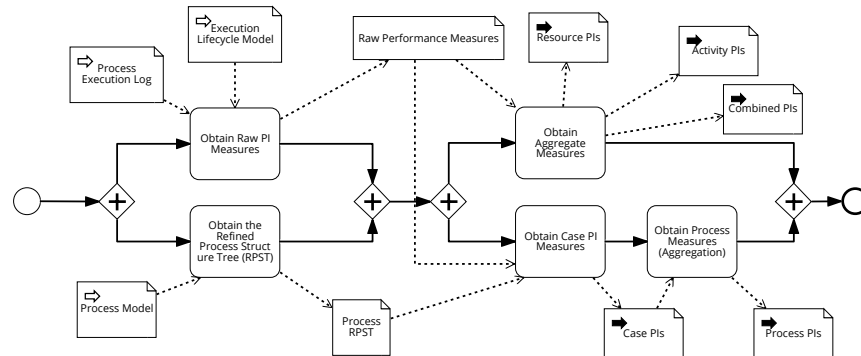 Execution
Lifecycle Model
Process
Execution Log
Raw Performance Measures
Resource PIs
Activity PIs
Combined PIs
Obtain Raw PI
Measures
Obtain
Aggregate
Measures
Obtain the
Refined
Process Struct
ure Tree (RPST)
Obtain Case PI
Measures
Obtain Process
Measures
(Aggregation)
Process Model
Process
RPST
Case PIs
Process PIs